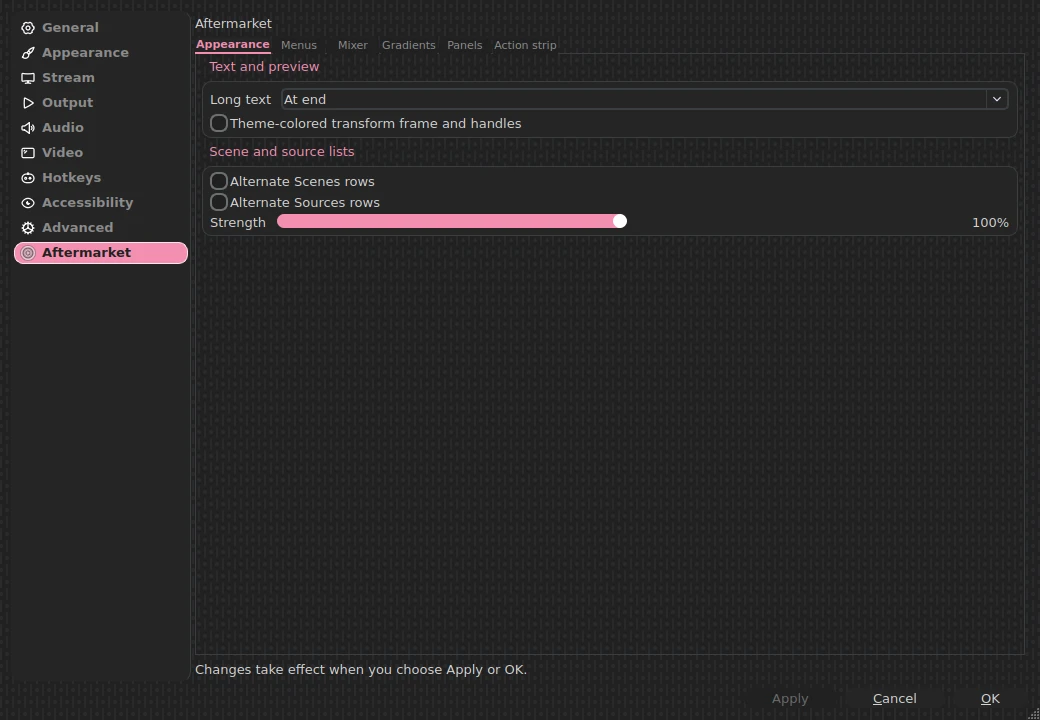 General
Appearance
Stream
Output
Audio
Video
Hotkeys
Accessibility
Advanced
Aftermarket
Aftermarket
Appearance Menus Mixer Gradients Panels Action strip
Text and preview
Long text At end
Theme-colored transform frame and handles
Scene and source lists
Alternate Scenes rows
Alternate Sources rows
Strength 100%
Changes take effect when you choose Apply or OK.
Apply Cancel OK